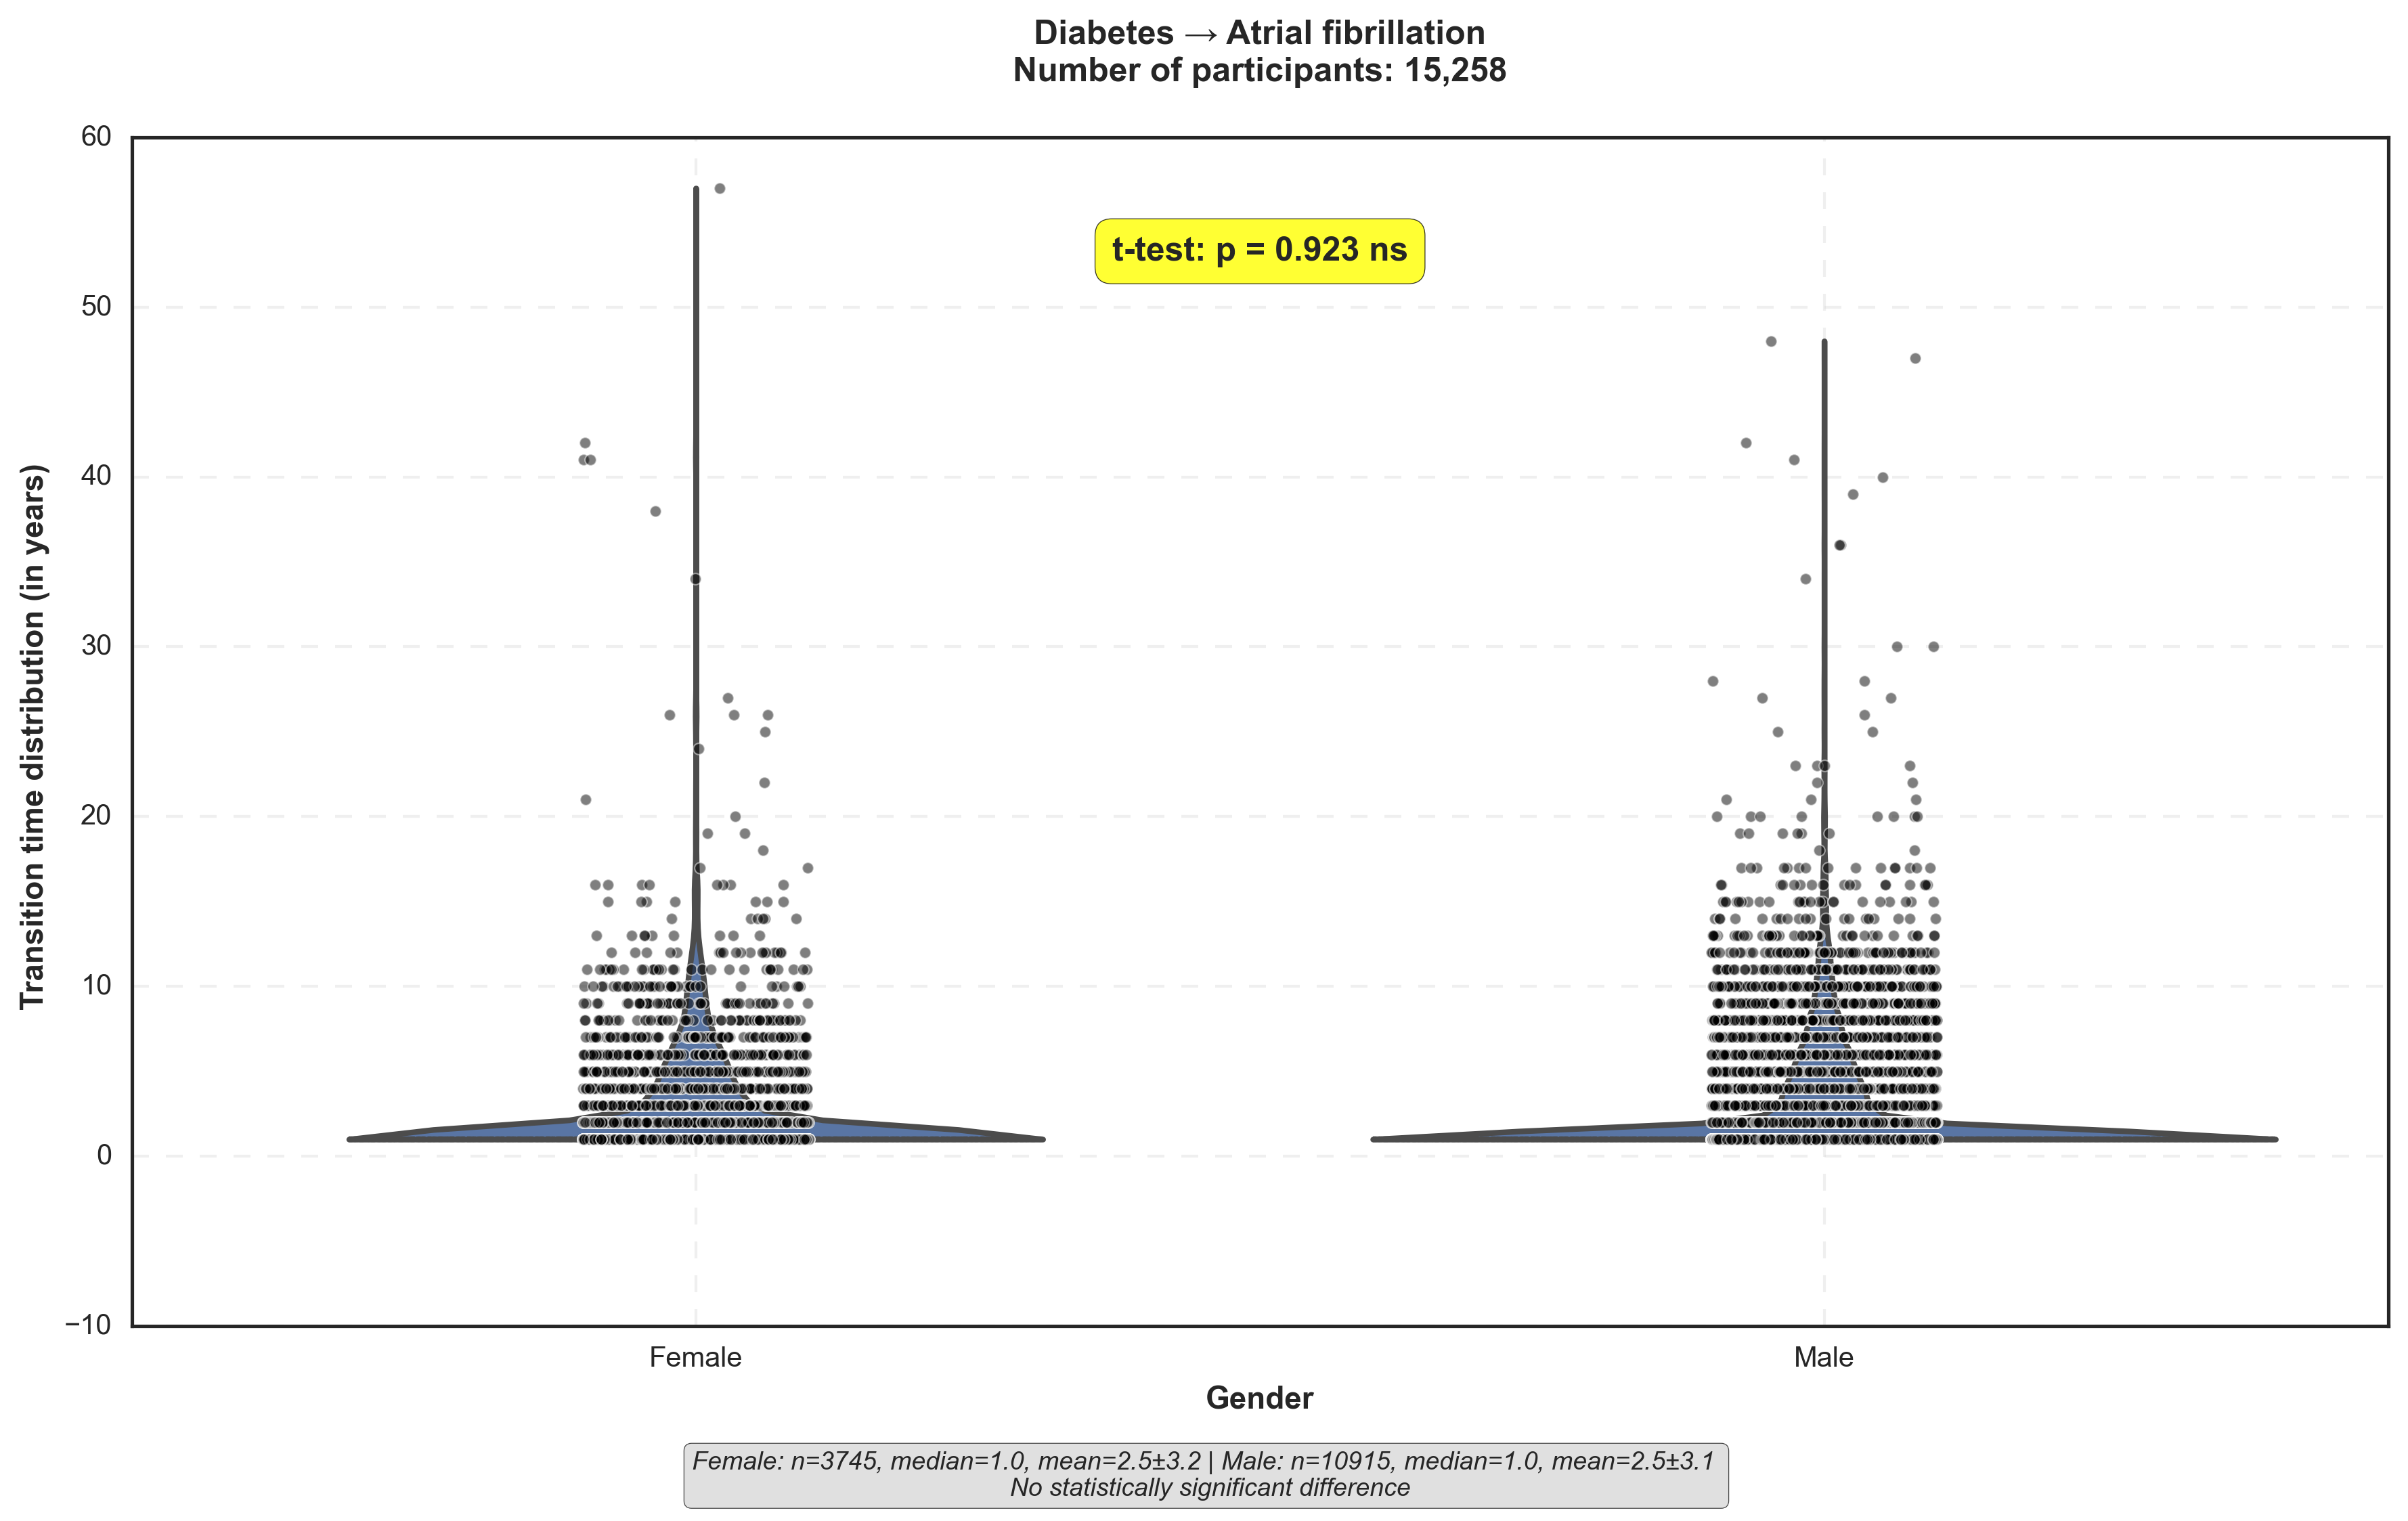 Diabetes → Atrial fibrillation
Number of participants: 15,258
60
50
40
30
20
10
0
−10
Transition time distribution (in years)
t-test: p = 0.923 ns
Female
Male
Gender
Female: n=3745, median=1.0, mean=2.5±3.2 | Male: n=10915, median=1.0, mean=2.5±3.1
No statistically significant difference